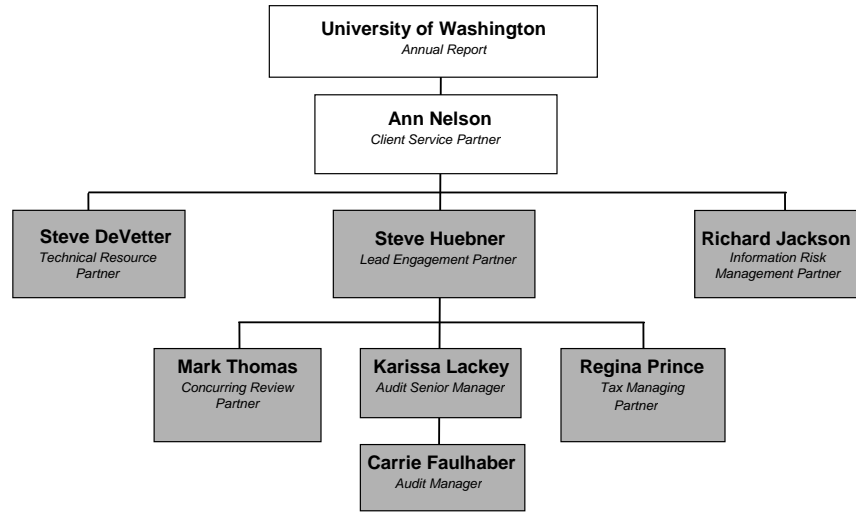 University of Washington
Annual Report
Ann Nelson
Client Service Partner
Steve DeVetter
Technical Resource
Partner
Steve Huebner
Lead Engagement Partner
Richard Jackson
Information Risk
Management Partner
Mark Thomas
Concurring Review
Partner
Karissa Lackey
Audit Senior Manager
Regina Prince
Tax Managing
Partner
Carrie Faulhaber
Audit Manager